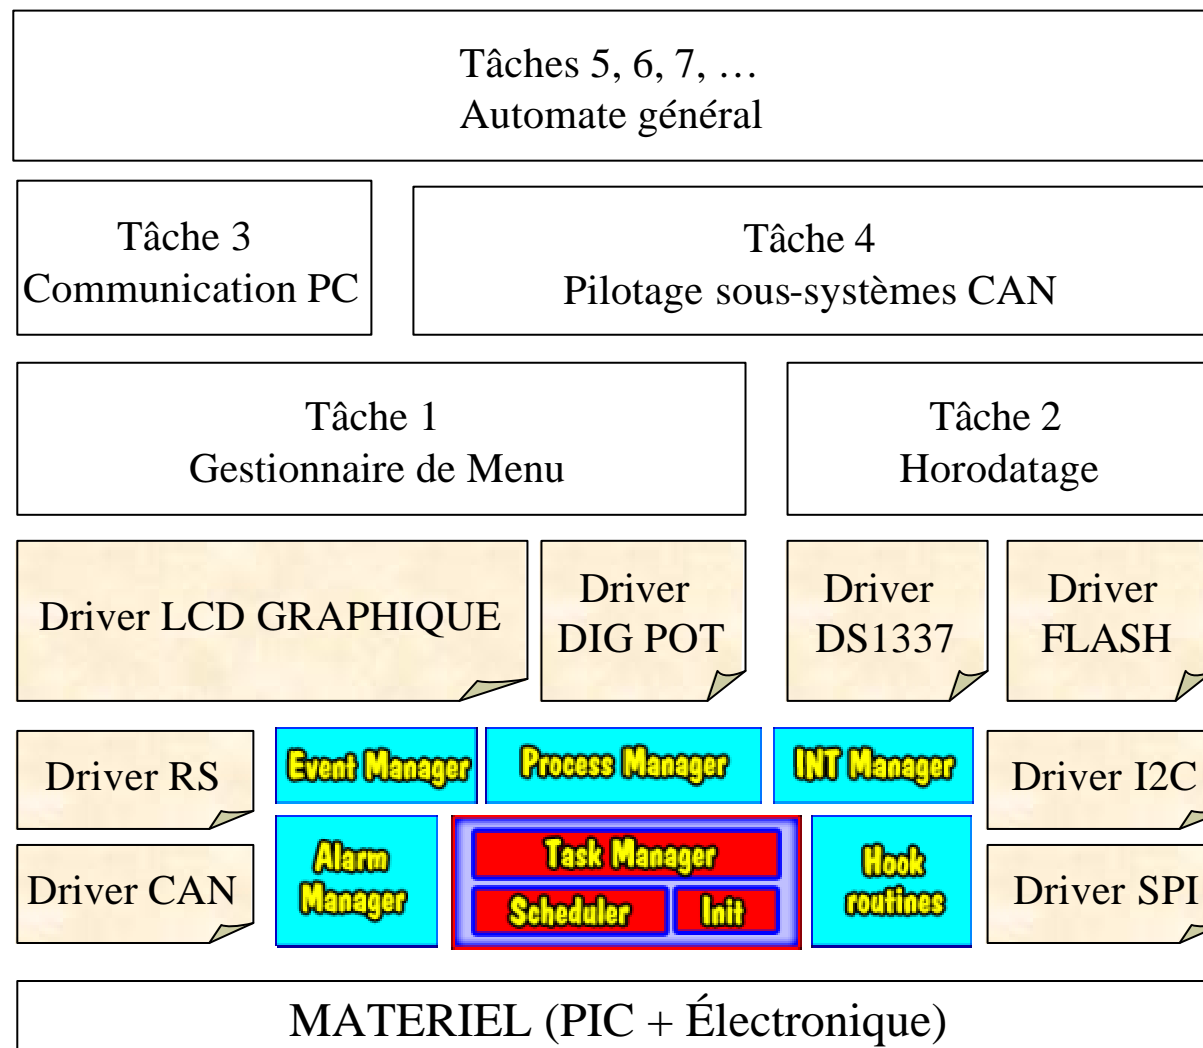 Tâches 5, 6, 7, …
Automate général
Tâche 3
Communication PC
Tâche 4
Pilotage sous-systèmes CAN
Tâche 1
Gestionnaire de Menu
Tâche 2
Horodatage
Driver LCD GRAPHIQUE
Driver
DIG POT
Driver
DS1337
Driver
FLASH
Driver RS
Event Manager
Process Manager
INT Manager
Driver I2C
Driver CAN
Alarm
Manager
Task Manager
Scheduler
Init
Hook
routines
Driver SPI
MATERIEL (PIC + Électronique)